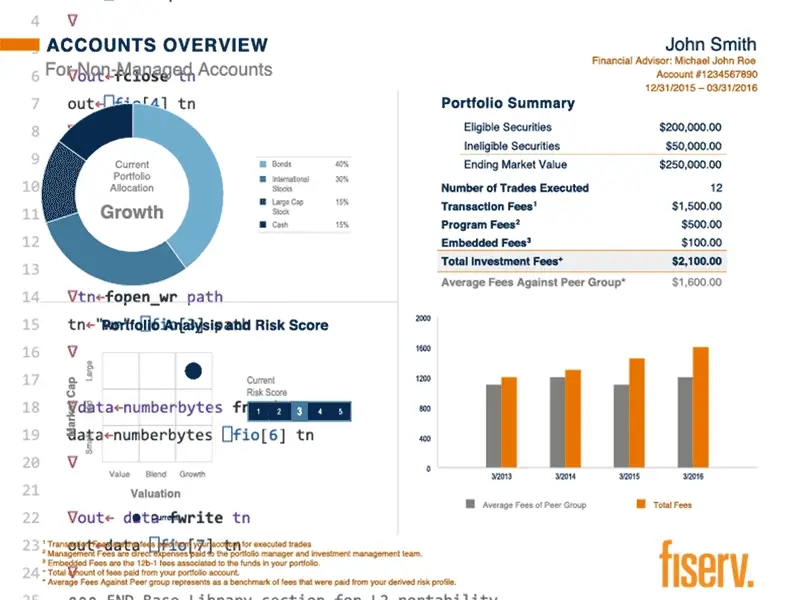 4 ∇
ACCOUNTS OVERVIEW
For Non-Managed Accounts
John Smith
Financial Advisor: Michael John Roe
Account #1234567890
12/31/2015 – 03/31/2016
6 ∇out←fclose tn
7 out←⎕fio[4] tn
8
9
10
11
12
13
Current
Portfolio
Allocation
Growth
Bonds 40%
International Stocks 30%
Large Cap Stock 15%
Cash 15%
Portfolio Summary
Eligible Securities $200,000.00
Ineligible Securities $50,000.00
Ending Market Value $250,000.00
Number of Trades Executed 12
Transaction Fees¹ $1,500.00
Program Fees² $500.00
Embedded Fees³ $100.00
Total Investment Fees⁺ $2,100.00
Average Fees Against Peer Group* $1,600.00
14 ∇tn←fopen_wr path
15 tn← ⎕fio[ path
Portfolio Analysis and Risk Score
16 ∇
17
18 ∇data←numberbytes
19 data←numberbytes ⎕fio[6] tn
20 ∇
21
Market Cap
Large
Current
Risk Score
1 2 3 4 5
Value Blend Growth
Valuation
22 ∇out← data fwrite tn
23 out←data ⎕fio[7] tn
24 ∇
2000
1600
1200
800
400
0
3/2013 3/2014 3/2015 3/2016
Average Fees of Peer Group Total Fees
¹ Transaction Fees for executed trades
² Management Fees are direct expenses paid to the portfolio manager and investment management team.
³ Embedded Fees are the 12b-1 fees associated to the funds in your portfolio.
⁺ Total amount of fees paid from your portfolio account.
* Average Fees Against Peer group represents as a benchmark of fees that were paid from your derived risk profile.
fiserv.
END Base Library section for L3 portability